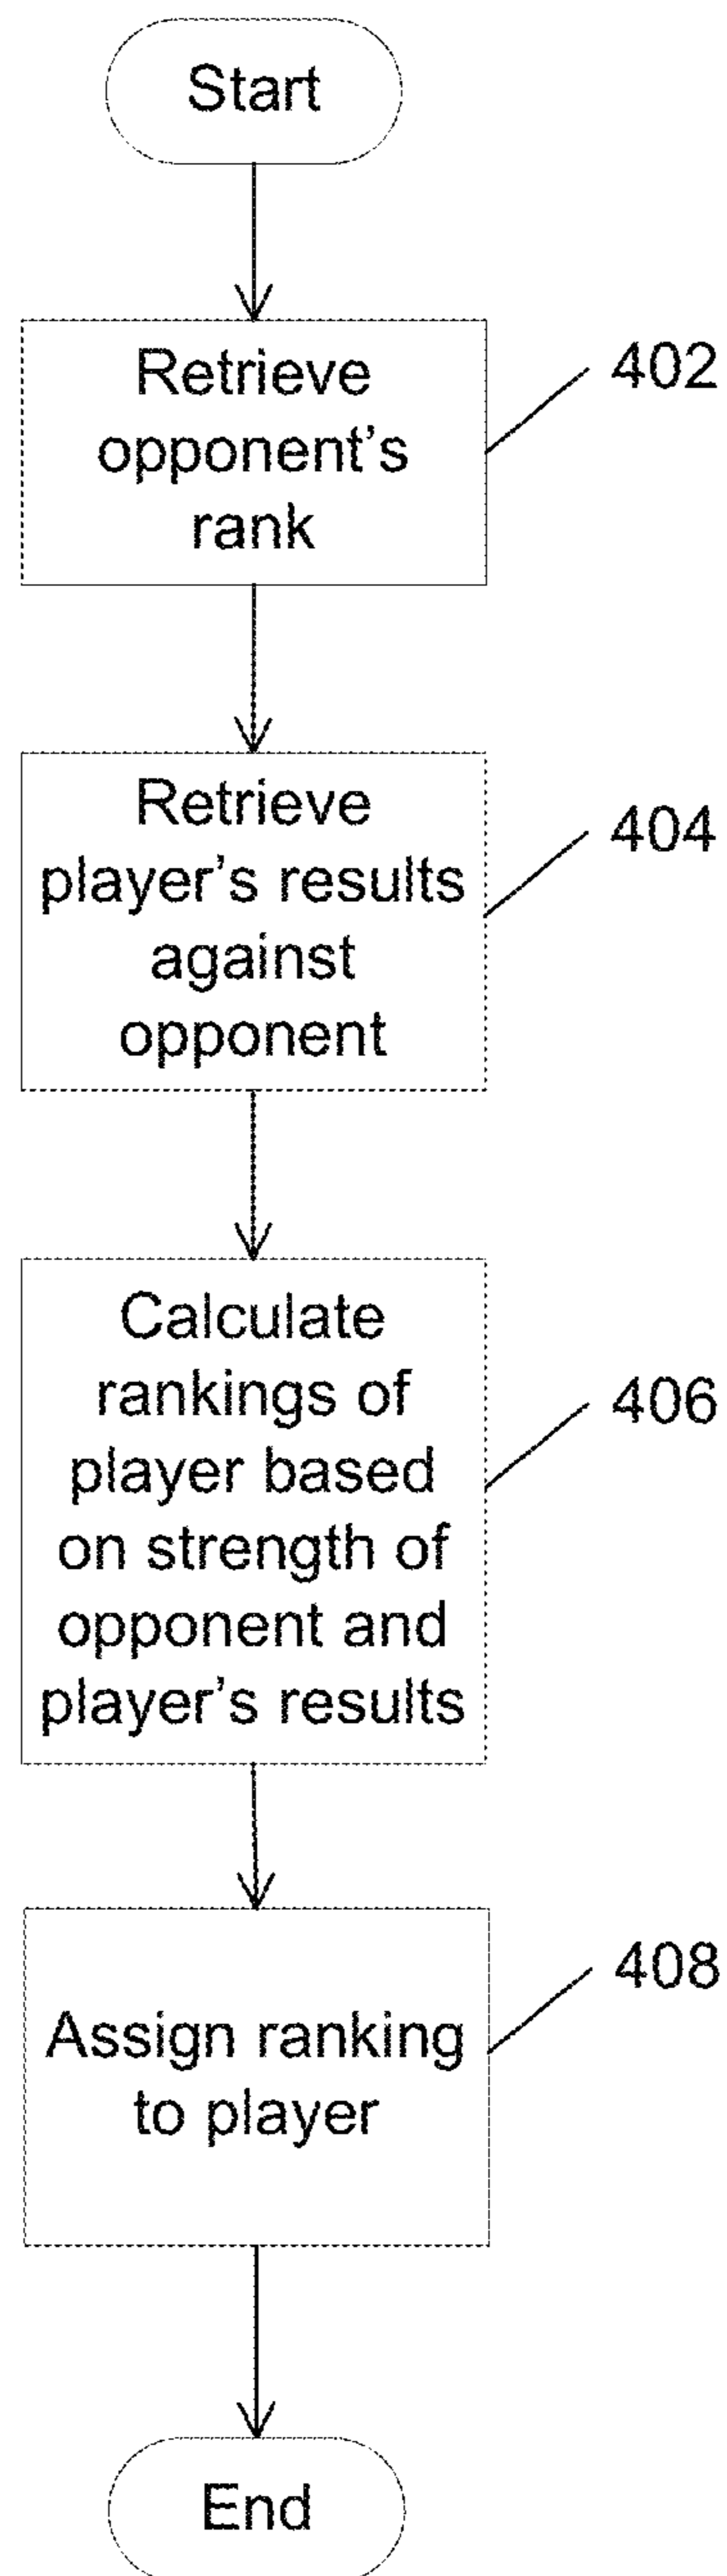 Start
Retrieve
opponent's
rank
402
Retrieve
player's results
against
opponent
404
Calculate
rankings of
player based
on strength of
opponent and
player's results
406
Assign ranking
to player
408
End